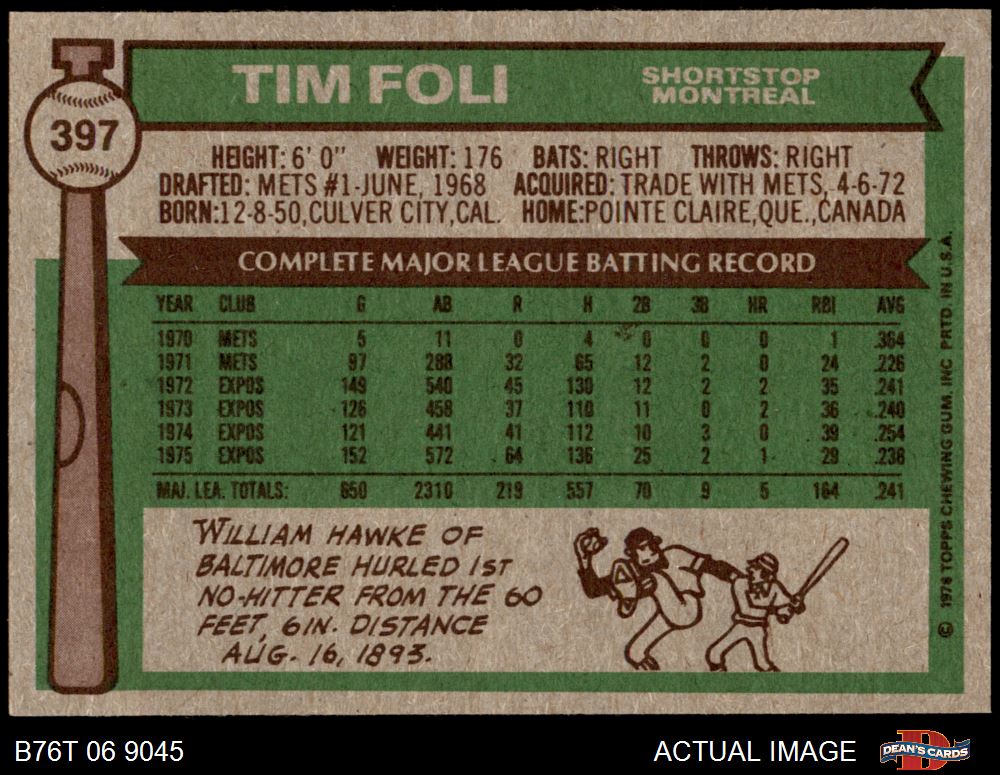 397
TIM FOLI
SHORTSTOP
MONTREAL
HEIGHT: 6' 0" WEIGHT: 176 BATS: RIGHT THROWS: RIGHT
DRAFTED: METS #1-JUNE, 1968 ACQUIRED: TRADE WITH METS, 4-6-72
BORN:12-8-50,CULVER CITY,CAL. HOME:POINTE CLAIRE,QUE.,CANADA
COMPLETE MAJOR LEAGUE BATTING RECORD
YEAR CLUB G AB R H 2B 3B HR RBI AVG
1970 METS 5 11 0 4 0 0 0 1 .364
1971 METS 97 288 32 65 12 2 0 24 .226
1972 EXPOS 149 540 45 130 12 2 2 35 .241
1973 EXPOS 126 458 37 110 11 0 2 36 .240
1974 EXPOS 121 441 41 112 10 3 0 39 .254
1975 EXPOS 152 572 64 136 25 2 1 29 .238
MAJ. LEA. TOTALS: 650 2310 219 557 70 9 5 164 .241
WILLIAM HAWKE OF
BALTIMORE HURLED 1ST
NO-HITTER FROM THE 60
FEET, 6IN. DISTANCE
AUG. 16, 1893.
© 1976 TOPPS CHEWING GUM, INC PRTD. IN U.S.A.
B76T 06 9045
ACTUAL IMAGE
D
DEAN'S CARDS